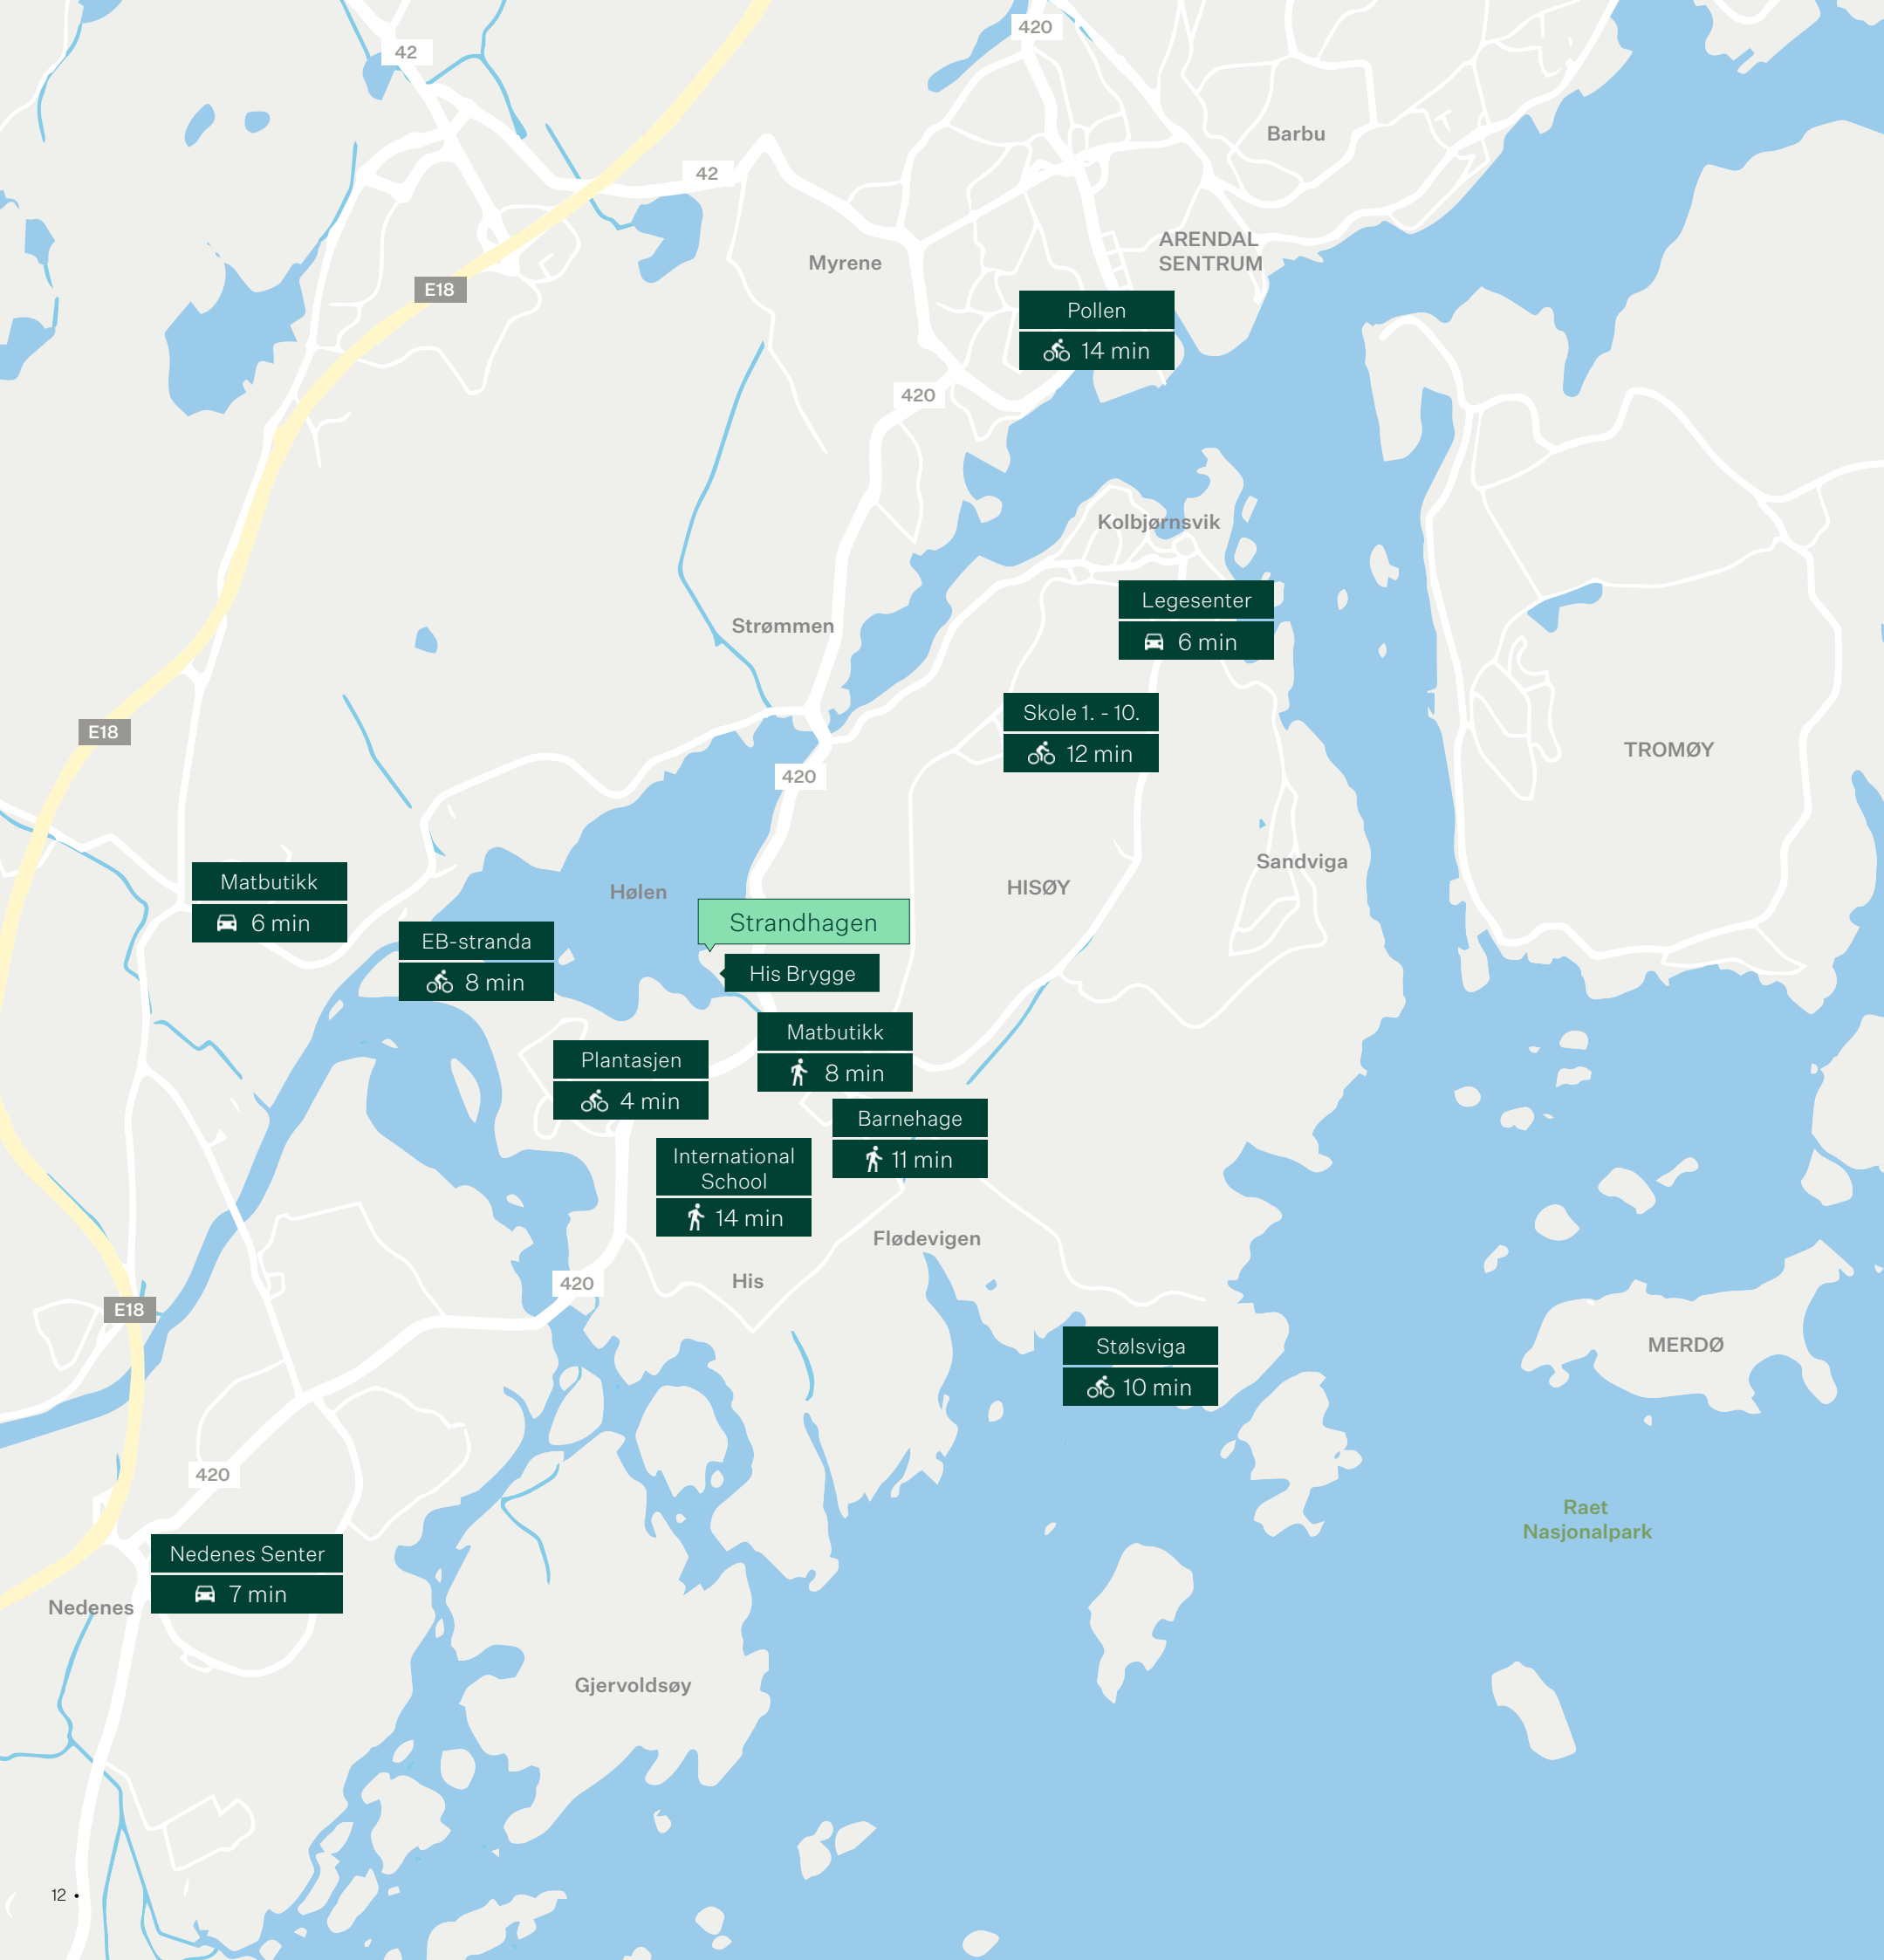 420
42
Barbu
42
ARENDAL
SENTRUM
Myrene
E18
Pollen
14 min
420
Kolbjørnsvik
Legesenter
6 min
Strømmen
Skole 1. - 10.
12 min
E18
TROMØY
420
Sandviga
Matbutikk
6 min
HISØY
Hølen
Strandhagen
EB-stranda
8 min
His Brygge
Matbutikk
8 min
Plantasjen
4 min
Barnehage
11 min
International
School
14 min
Flødevigen
His
420
E18
MERDØ
Stølsviga
10 min
420
Raet
Nasjonalpark
Nedenes Senter
7 min
Nedenes
Gjervoldsøy
12 •